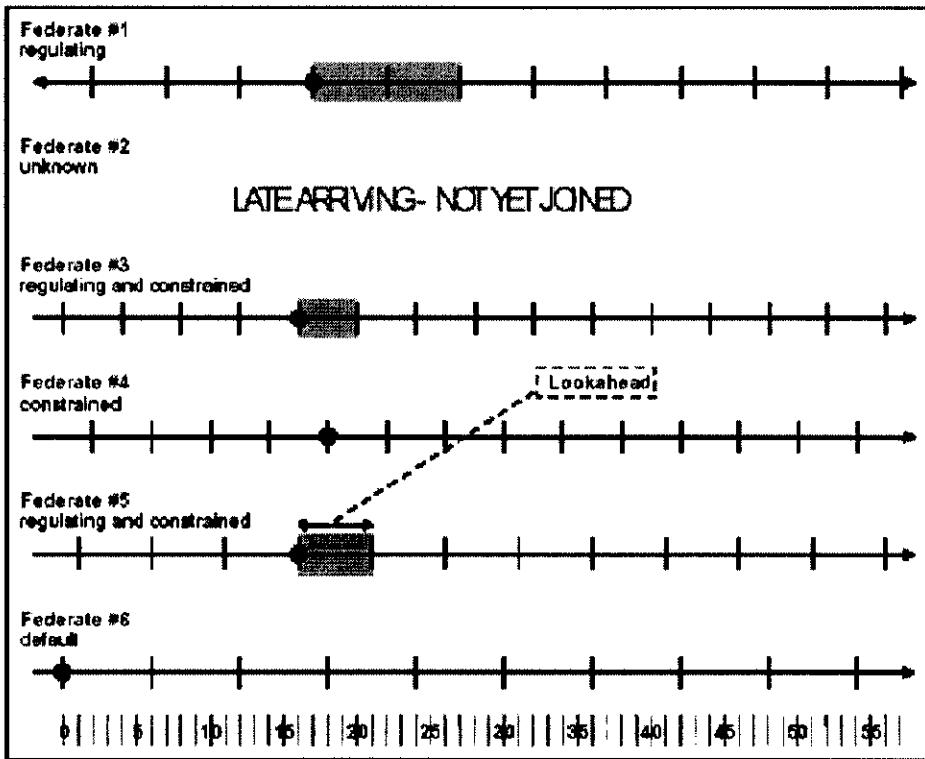 Federate #1
regulating
Federate #2
unknown
LATE ARRIVING - NOT YET JOINED
Federate #3
regulating and constrained
Federate #4
constrained
Lookahead
Federate #5
regulating and constrained
Federate #6
default
0 5 10 15 20 25 30 35 40 45 50 55